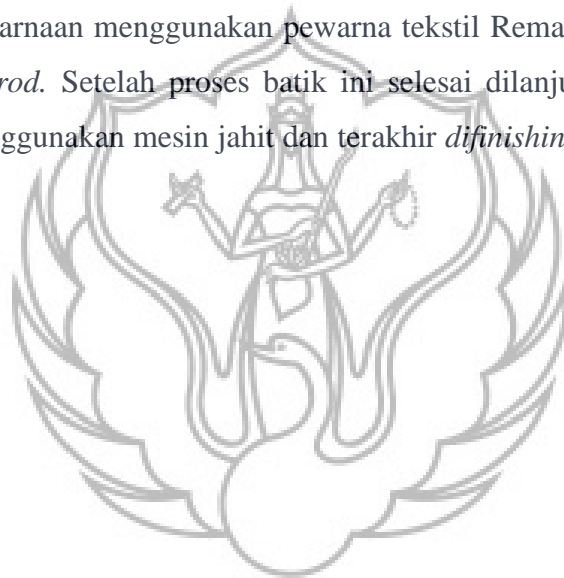 arnaan menggunakan pewarna tekstil Rema
rod. Setelah proses batik ini selesai dilanju
ggunakan mesin jahit dan terakhir difinishin